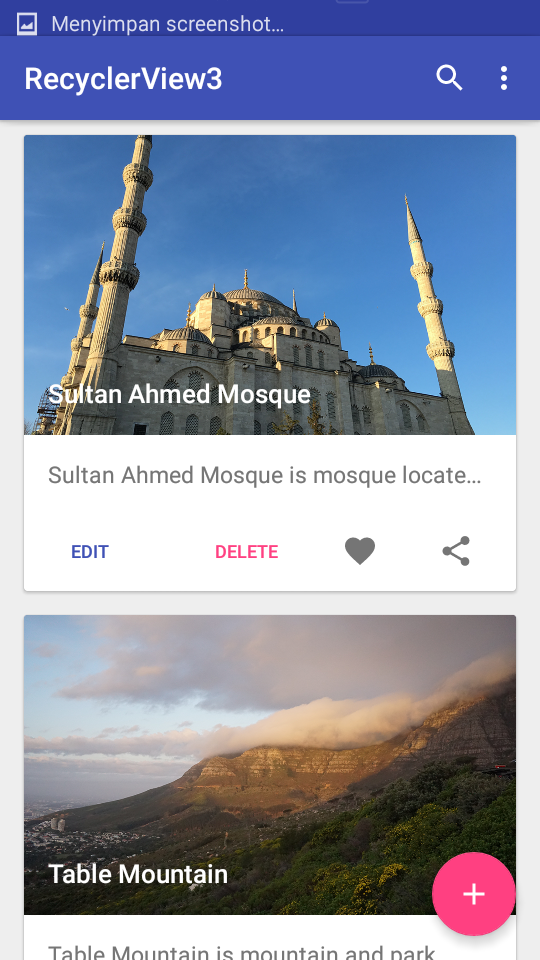 Menyimpan screenshot...
RecyclerView3
Sultan Ahmed Mosque
Sultan Ahmed Mosque is mosque locate...
EDIT DELETE
Table Mountain
Table Mountain is mountain and park